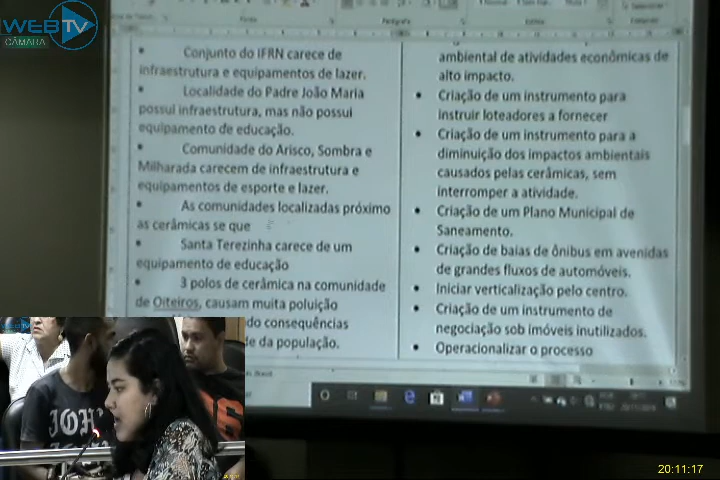 WEB TV
CÂMARA
Conjunto do IFRN carece de
infraestrutura e equipamentos de lazer.
Localidade do Padre João Maria
possui infraestrutura, mas não possui
equipamento de educação.
Comunidade do Arisco, Sombra e
Milharada carecem de infraestrutura e
equipamentos de esporte e lazer.
As comunidades localizadas próximo
as cerâmicas se que
Santa Terezinha carece de um
equipamento de educação
3 polos de cerâmica na comunidade
de Oiteiros, causam muita poluição
do consequências
e da população.
ambiental de atividades econômicas de
alto impacto.
Criação de um instrumento para
instruir loteadores a fornecer
Criação de um instrumento para a
diminuição dos impactos ambientais
causados pelas cerâmicas, sem
interromper a atividade.
Criação de um Plano Municipal de
Saneamento.
Criação de baias de ônibus em avenidas
de grandes fluxos de automóveis.
Iniciar verticalização pelo centro.
Criação de um instrumento de
negociação sob imóveis inutilizados.
Operacionalizar o processo
20:11:17